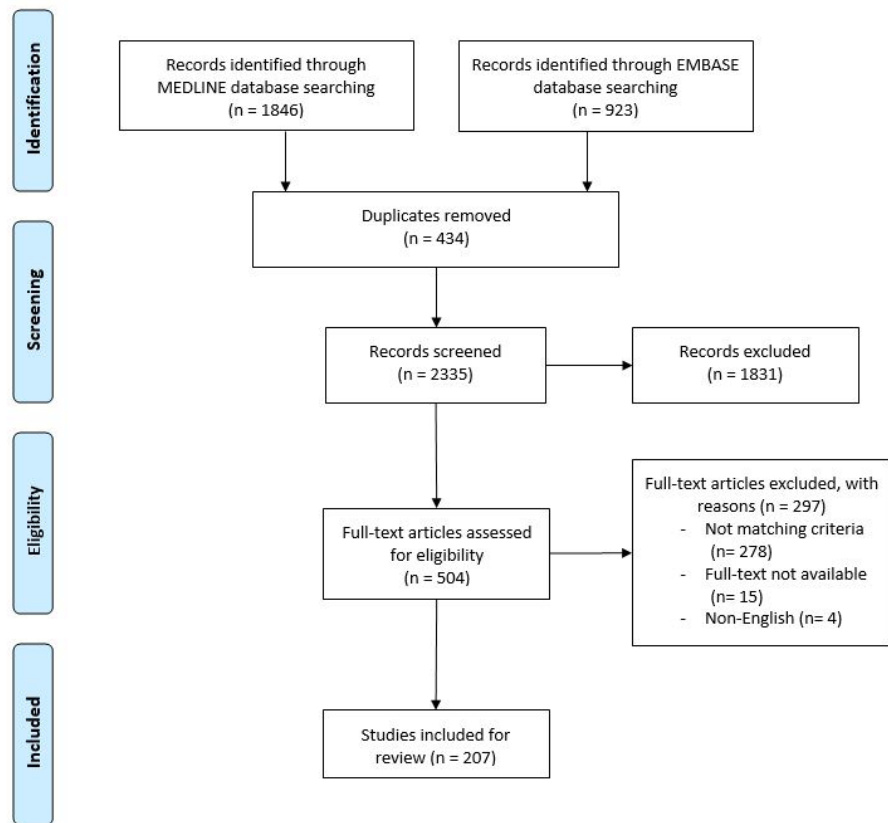 Identification
Records identified through
MEDLINE database searching
(n = 1846)
Records identified through EMBASE
database searching
(n = 923)
Duplicates removed
(n = 434)
Screening
Records screened
(n = 2335)
Records excluded
(n = 1831)
Eligibility
Full-text articles assessed
for eligibility
(n = 504)
Full-text articles excluded, with
reasons (n = 297)
- Not matching criteria
(n= 278)
- Full-text not available
(n= 15)
- Non-English (n= 4)
Included
Studies included for
review (n = 207)